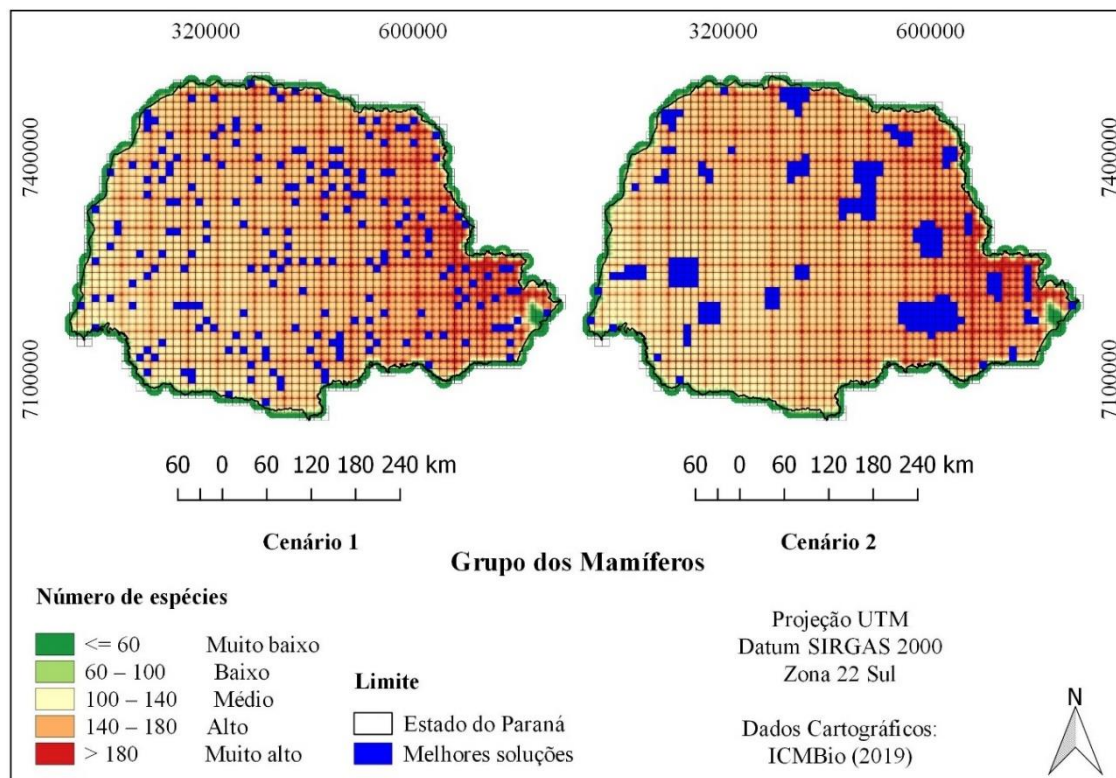 320000 600000 320000 600000
7400000 7400000
7100000 7100000
60 0 60 120 180 240 km 60 0 60 120 180 240 km
Cenário 1 Cenário 2
Grupo dos Mamíferos
Número de espécies
<= 60 Muito baixo
60 – 100 Baixo
100 – 140 Médio
140 – 180 Alto
> 180 Muito alto
Limite
Estado do Paraná
Melhores soluções
Projeção UTM
Datum SIRGAS 2000
Zona 22 Sul
Dados Cartográficos:
ICMBio (2019)
N